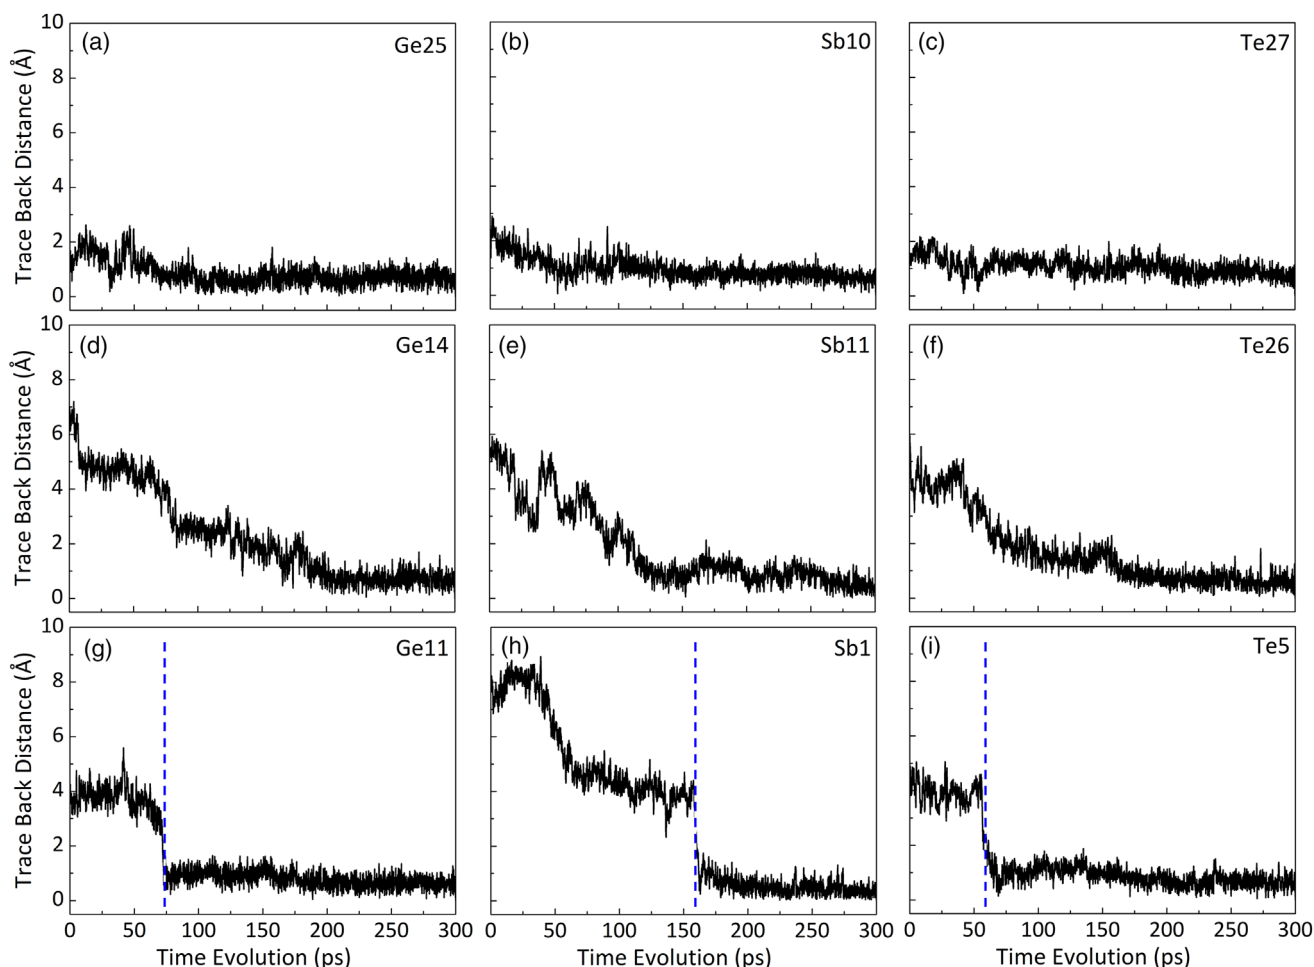 (a) Ge25
(b) Sb10
(c) Te27
Trace Back Distance (Å)
10
8
6
4
2
0
(d) Ge14
(e) Sb11
(f) Te26
Trace Back Distance (Å)
10
8
6
4
2
0
(g) Ge11
(h) Sb1
(i) Te5
Trace Back Distance (Å)
10
8
6
4
2
0
0 50 100 150 200 250 300
0 50 100 150 200 250 300
0 50 100 150 200 250 300
Time Evolution (ps)
Time Evolution (ps)
Time Evolution (ps)